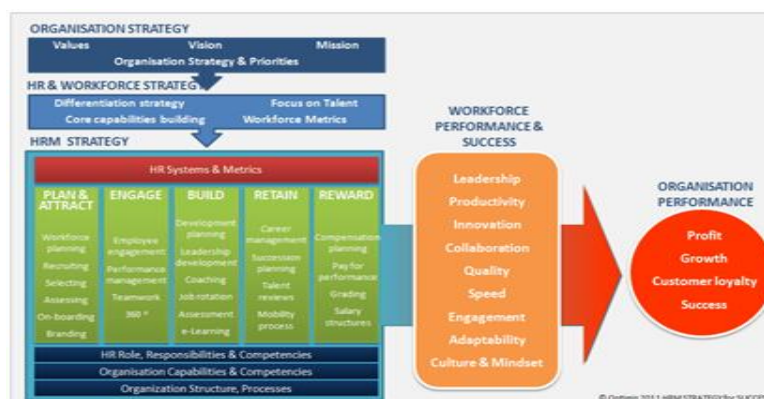 ORGANISATION STRATEGY
Values Vision Mission
Organisation Strategy & Priorities
HR & WORKFORCE STRATEGY
Differentiation strategy Focus on Talent
Core capabilities building Workforce Metrics
HRM STRATEGY
HR Systems & Metrics
PLAN &
ATTRACT
Workforce
planning
Recruiting
Selecting
Assessing
On-boarding
Branding
ENGAGE
Employee
engagement
Performance
management
Teamwork
360 º
BUILD
Development
planning
Leadership
development
Coaching
Job rotation
Assessment
e-Learning
RETAIN
Career
management
Succession
planning
Talent
reviews
Mobility
process
REWARD
Compensation
planning
Pay for
performance
Grading
Salary
structures
HR Role, Responsibilities & Competencies
Organisation Capabilities & Competencies
Organization Structure, Processes
WORKFORCE
PERFORMANCE &
SUCCESS
Leadership
Productivity
Innovation
Collaboration
Quality
Speed
Engagement
Adaptability
Culture & Mindset
ORGANISATION
PERFORMANCE
Profit
Growth
Customer loyalty
Success
HRM STRATEGY for SUCCES